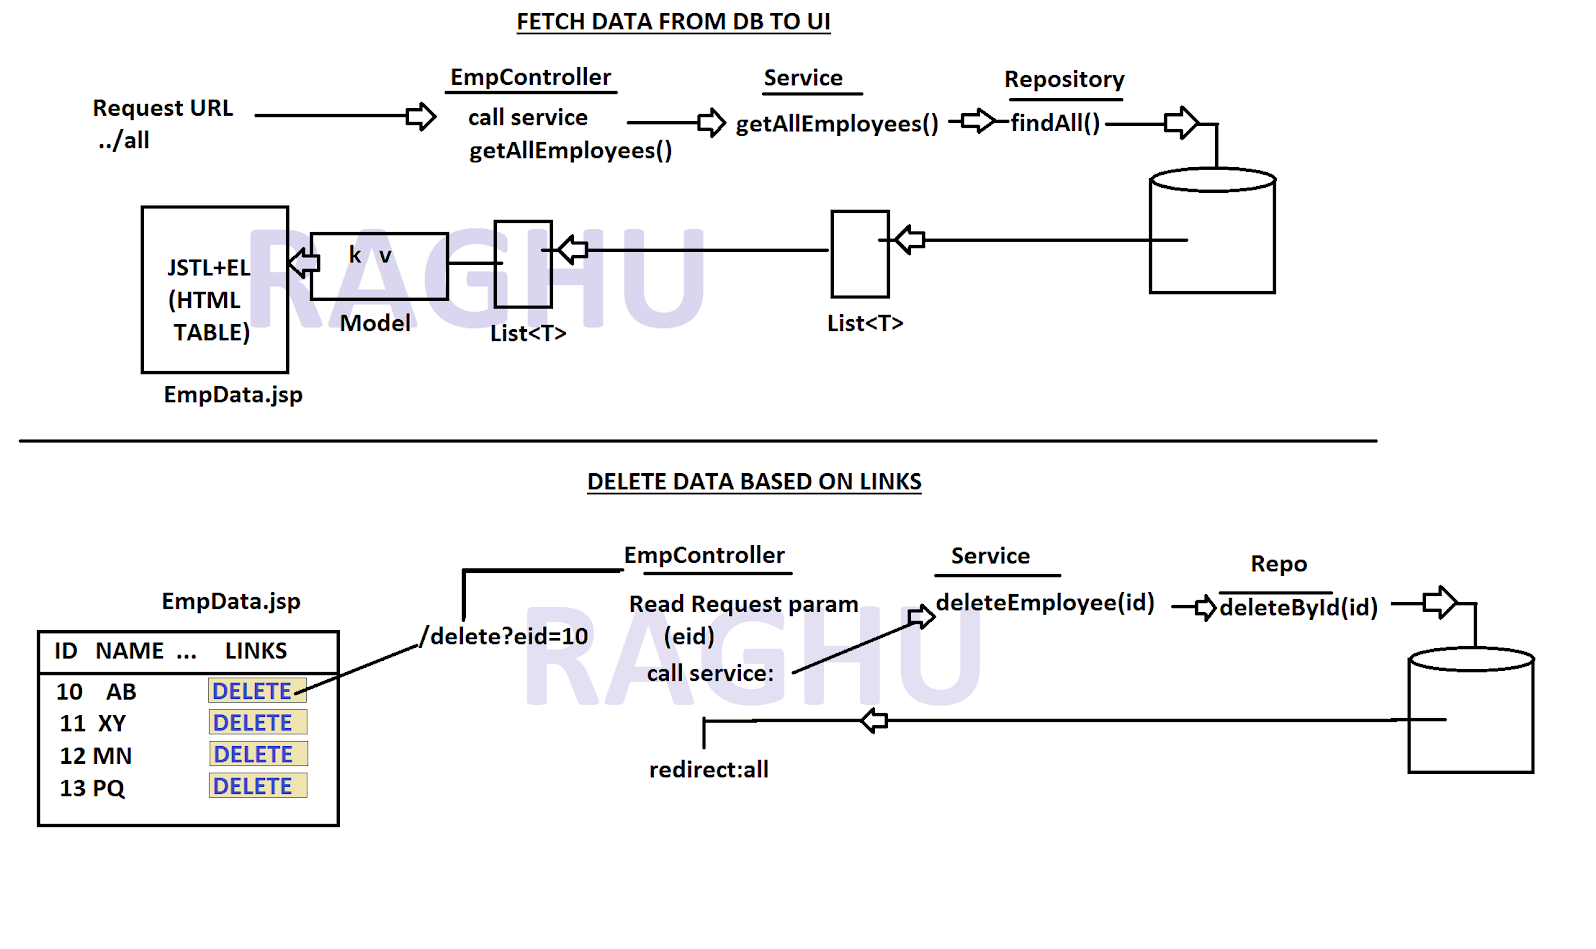 FETCH DATA FROM DB TO UI
EmpController
Service
Repository
Request URL
../all
call service
getAllEmployees()
getAllEmployees()
findAll()
RAGHU
JSTL+EL
(HTML
TABLE)
k v
Model
List<T>
List<T>
EmpData.jsp
DELETE DATA BASED ON LINKS
EmpController
Service
Repo
EmpData.jsp
/delete?eid=10
Read Request param
(eid)
call service:
deleteEmployee(id)
deleteById(id)
RAGHU
ID NAME ... LINKS
10 AB DELETE
11 XY DELETE
12 MN DELETE
13 PQ DELETE
redirect:all